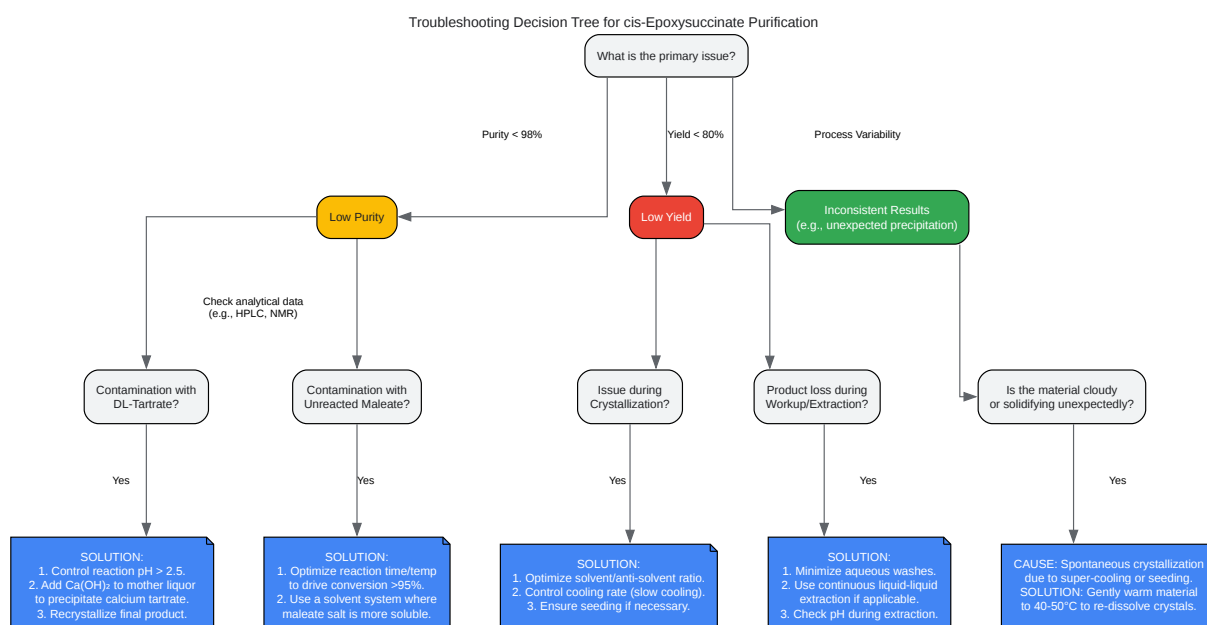 Troubleshooting Decision Tree for cis-Epoxysuccinate Purification
What is the primary issue?
Purity < 98%
Yield < 80%
Process Variability
Low Purity
Low Yield
Inconsistent Results
(e.g., unexpected precipitation)
Check analytical data
(e.g., HPLC, NMR)
Contamination with
DL-Tartrate?
Contamination with
Unreacted Maleate?
Issue during
Crystallization?
Product loss during
Workup/Extraction?
Is the material cloudy
or solidifying unexpectedly?
Yes
Yes
Yes
Yes
Yes
SOLUTION:
1. Control reaction pH > 2.5.
2. Add Ca(OH)₂ to mother liquor
to precipitate calcium tartrate.
3. Recrystallize final product.
SOLUTION:
1. Optimize reaction time/temp
to drive conversion >95%.
2. Use a solvent system where
maleate salt is more soluble.
SOLUTION:
1. Optimize solvent/anti-solvent ratio.
2. Control cooling rate (slow cooling).
3. Ensure seeding if necessary.
SOLUTION:
1. Minimize aqueous washes.
2. Use continuous liquid-liquid
extraction if applicable.
3. Check pH during extraction.
CAUSE: Spontaneous crystallization
due to super-cooling or seeding.
SOLUTION: Gently warm material
to 40-50°C to re-dissolve crystals.